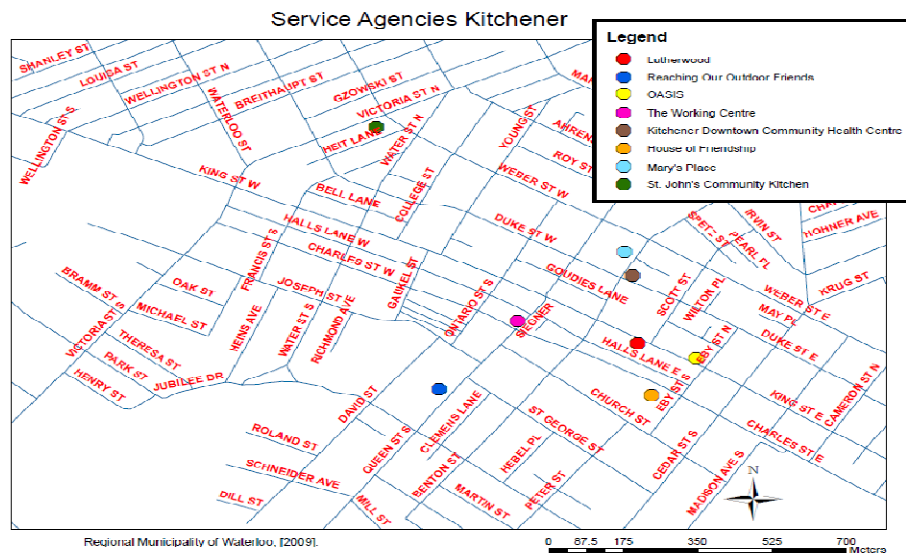 Service Agencies Kitchener
Legend
Lutherwood
Reaching Our Outdoor Friends
OASIS
The Working Centre
Kitchener Downtown Community Health Centre
House of Friendship
Mary's Place
St. John's Community Kitchen
SHANLEY ST
LOUISA ST
WELLINGTON ST N
BREITHAUPT ST
GZOWSKI ST
VICTORIA ST N
WELLINGTON ST S
WATERLOO ST
HEIT LANE
WATER ST N
YOUNG ST
ROY ST
KING ST W
BELL LANE
COLLEGE ST
WEBER ST W
DUKE ST W
HALLS LANE W
CHARLES ST W
FRANCIS ST S
GOUDIES LANE
IRVIN ST
PEARL PL
KRUG ST
SCOTT ST
WILTON PL
WEBER ST E
MAY PL
DUKE ST E
BRAMM ST S
OAK ST
MICHAEL ST
JOSEPH ST
GAUKEL ST
ONTARIO ST S
VICTORIA ST S
THERESA ST
PARK ST
HENRY ST
JUBILEE DR
HEINS AVE
WATER ST S
RICHMOND AVE
HALLS LANE E
EBY ST N
EBY ST S
KING ST E
CAMERON ST N
CHARLES ST E
CHURCH ST
DAVID ST
QUEEN ST S
CLEMENS LANE
ST GEORGE ST
HEBEL PL
BENTON ST
CEDAR ST S
MADISON AVE S
ROLAND ST
SCHNEIDER AVE
DILL ST
MILL ST
MARTIN ST
PETER ST
N
Regional Municipality of Waterloo, [2009].
0 87.5 175 350 525 700
Meters